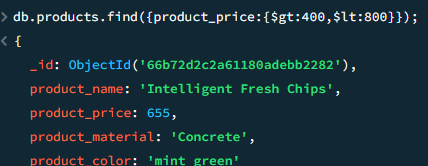 > db.products.find({product_price:{$gt:400,$lt:800}});
< {
_id: ObjectId('66b72d2c2a61180adebb2282'),
product_name: 'Intelligent Fresh Chips',
product_price: 655,
product_material: 'Concrete',
product_color: 'mint green'